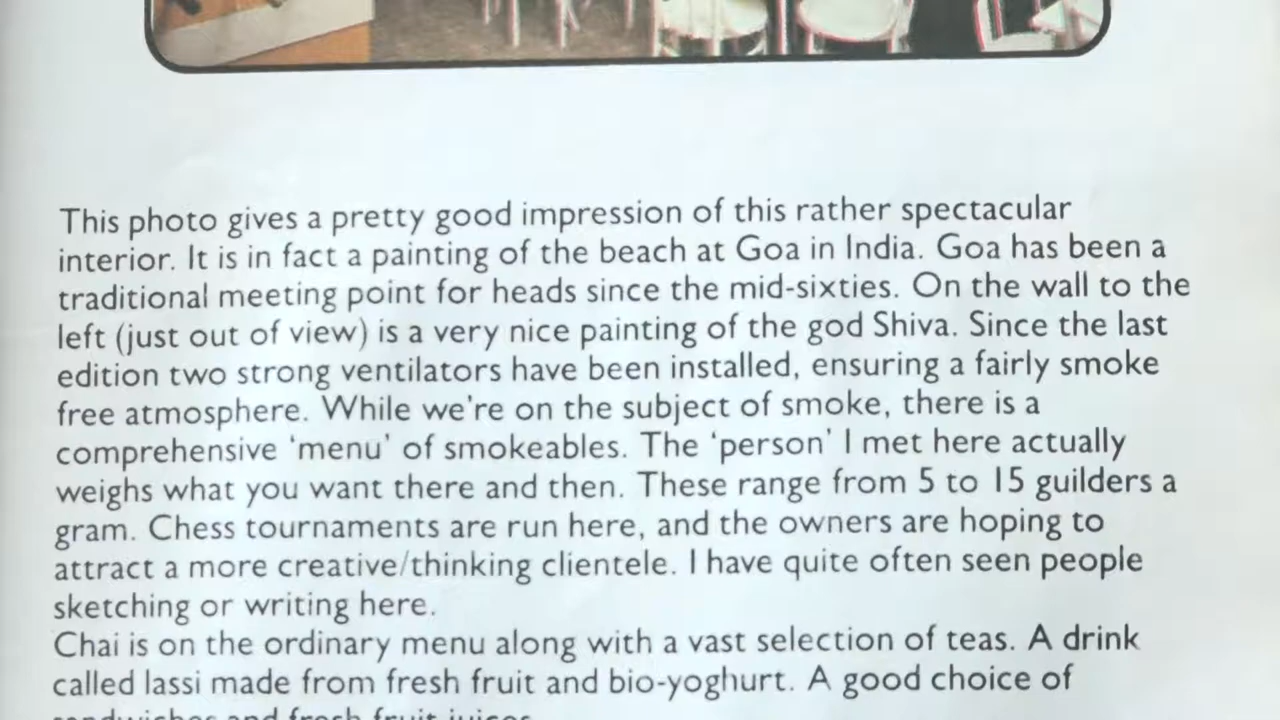 This photo gives a pretty good impression of this rather spectacular
interior. It is in fact a painting of the beach at Goa in India. Goa has been a
traditional meeting point for heads since the mid-sixties. On the wall to the
left (just out of view) is a very nice painting of the god Shiva. Since the last
edition two strong ventilators have been installed, ensuring a fairly smoke
free atmosphere. While we're on the subject of smoke, there is a
comprehensive 'menu' of smokeables. The 'person' I met here actually
weighs what you want there and then. These range from 5 to 15 guilders a
gram. Chess tournaments are run here, and the owners are hoping to
attract a more creative/thinking clientele. I have quite often seen people
sketching or writing here.
Chai is on the ordinary menu along with a vast selection of teas. A drink
called lassi made from fresh fruit and bio-yoghurt. A good choice of
sandwiches and fresh fruit juices